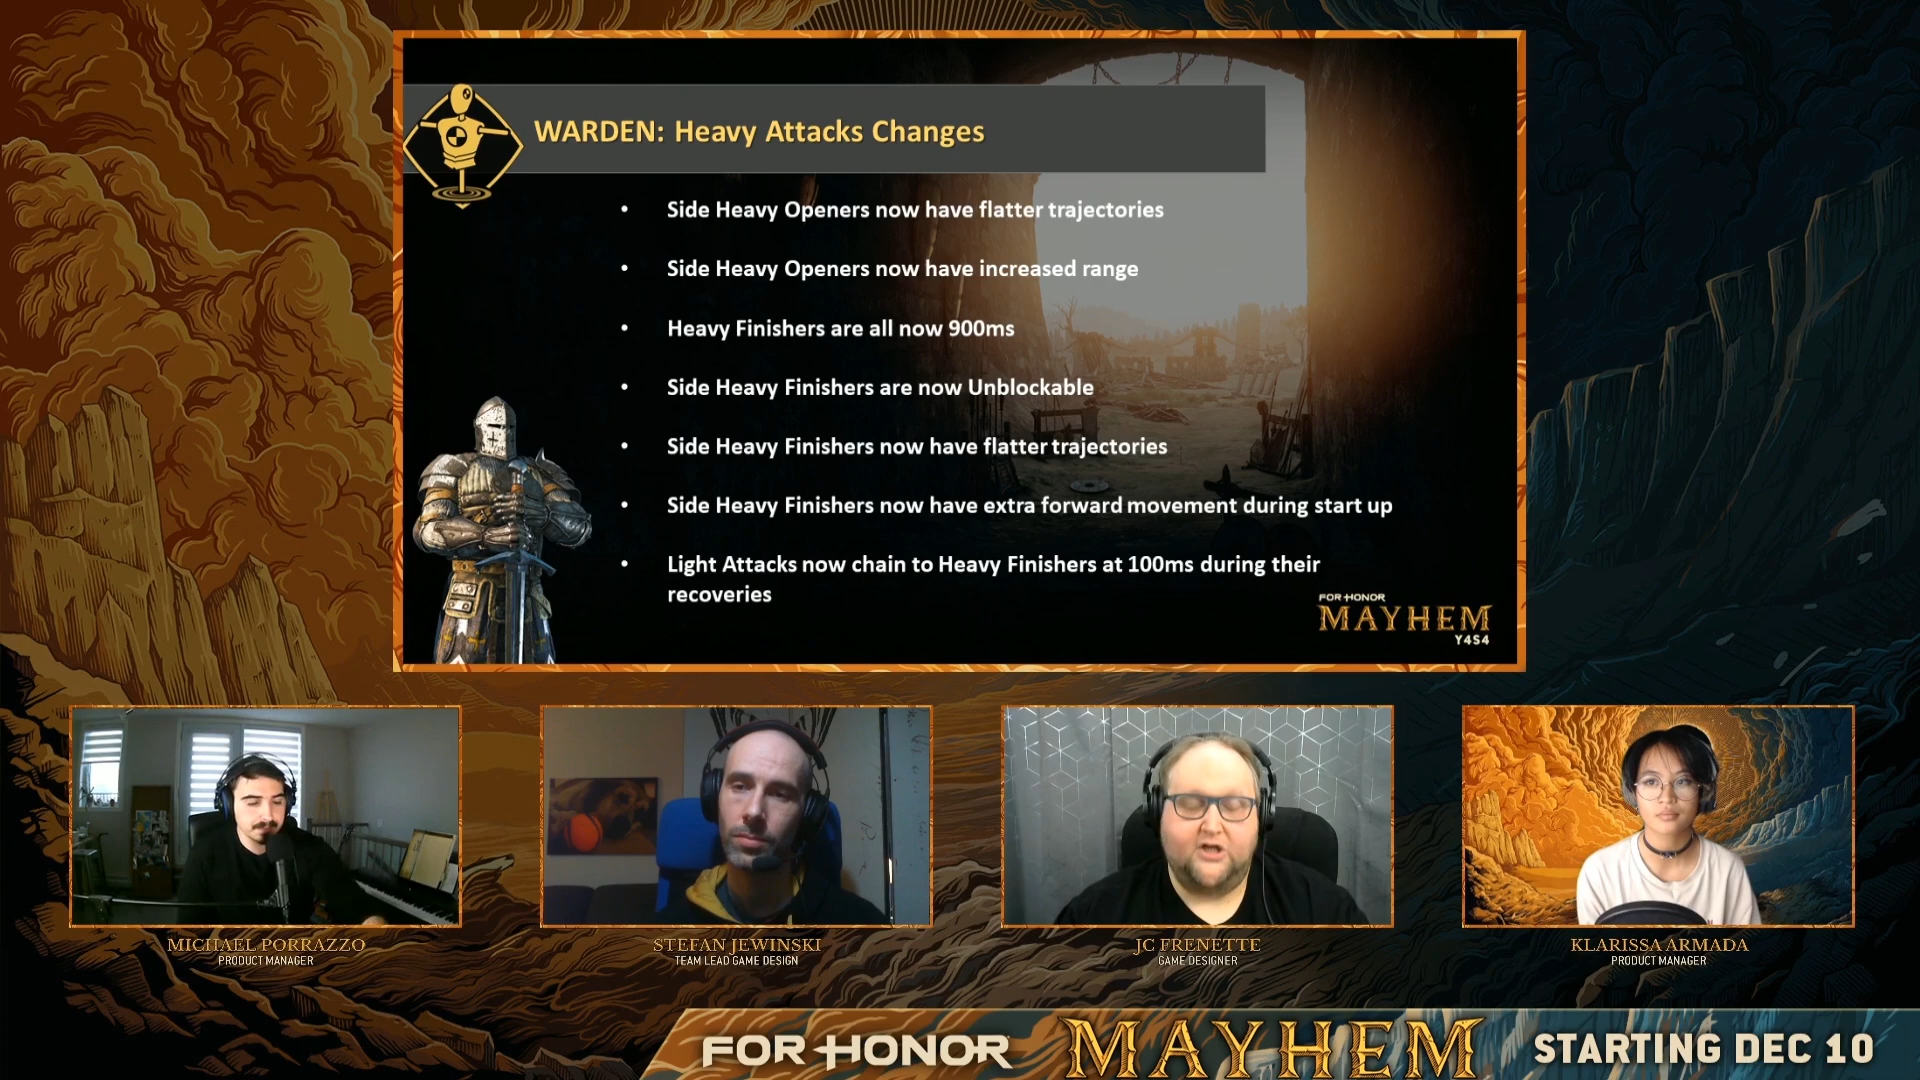 WARDEN: Heavy Attacks Changes
• Side Heavy Openers now have flatter trajectories
• Side Heavy Openers now have increased range
• Heavy Finishers are all now 900ms
• Side Heavy Finishers are now Unblockable
• Side Heavy Finishers now have flatter trajectories
• Side Heavy Finishers now have extra forward movement during start up
• Light Attacks now chain to Heavy Finishers at 100ms during their
recoveries
FOR HONOR
MAYHEM
Y4S4
MICHAEL PORRAZZO
PRODUCT MANAGER
STEFAN JEWINSKI
TEAM LEAD GAME DESIGN
JC FRENETTE
GAME DESIGNER
KLARISSA ARMADA
PRODUCT MANAGER
FOR HONOR MAYHEM STARTING DEC 10